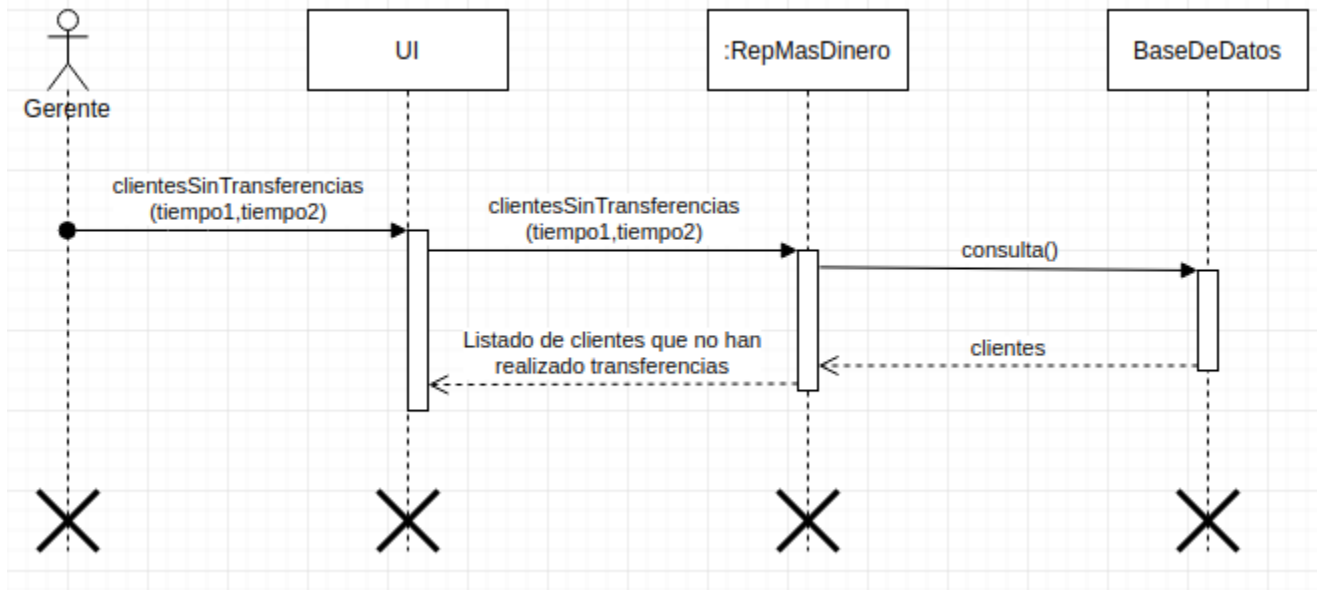 UI
:RepMasDinero
BaseDeDatos
Gerente
clientesSinTransferencias
(tiempo1,tiempo2)
clientesSinTransferencias
(tiempo1,tiempo2)
consulta()
Listado de clientes que no han
realizado transferencias
clientes